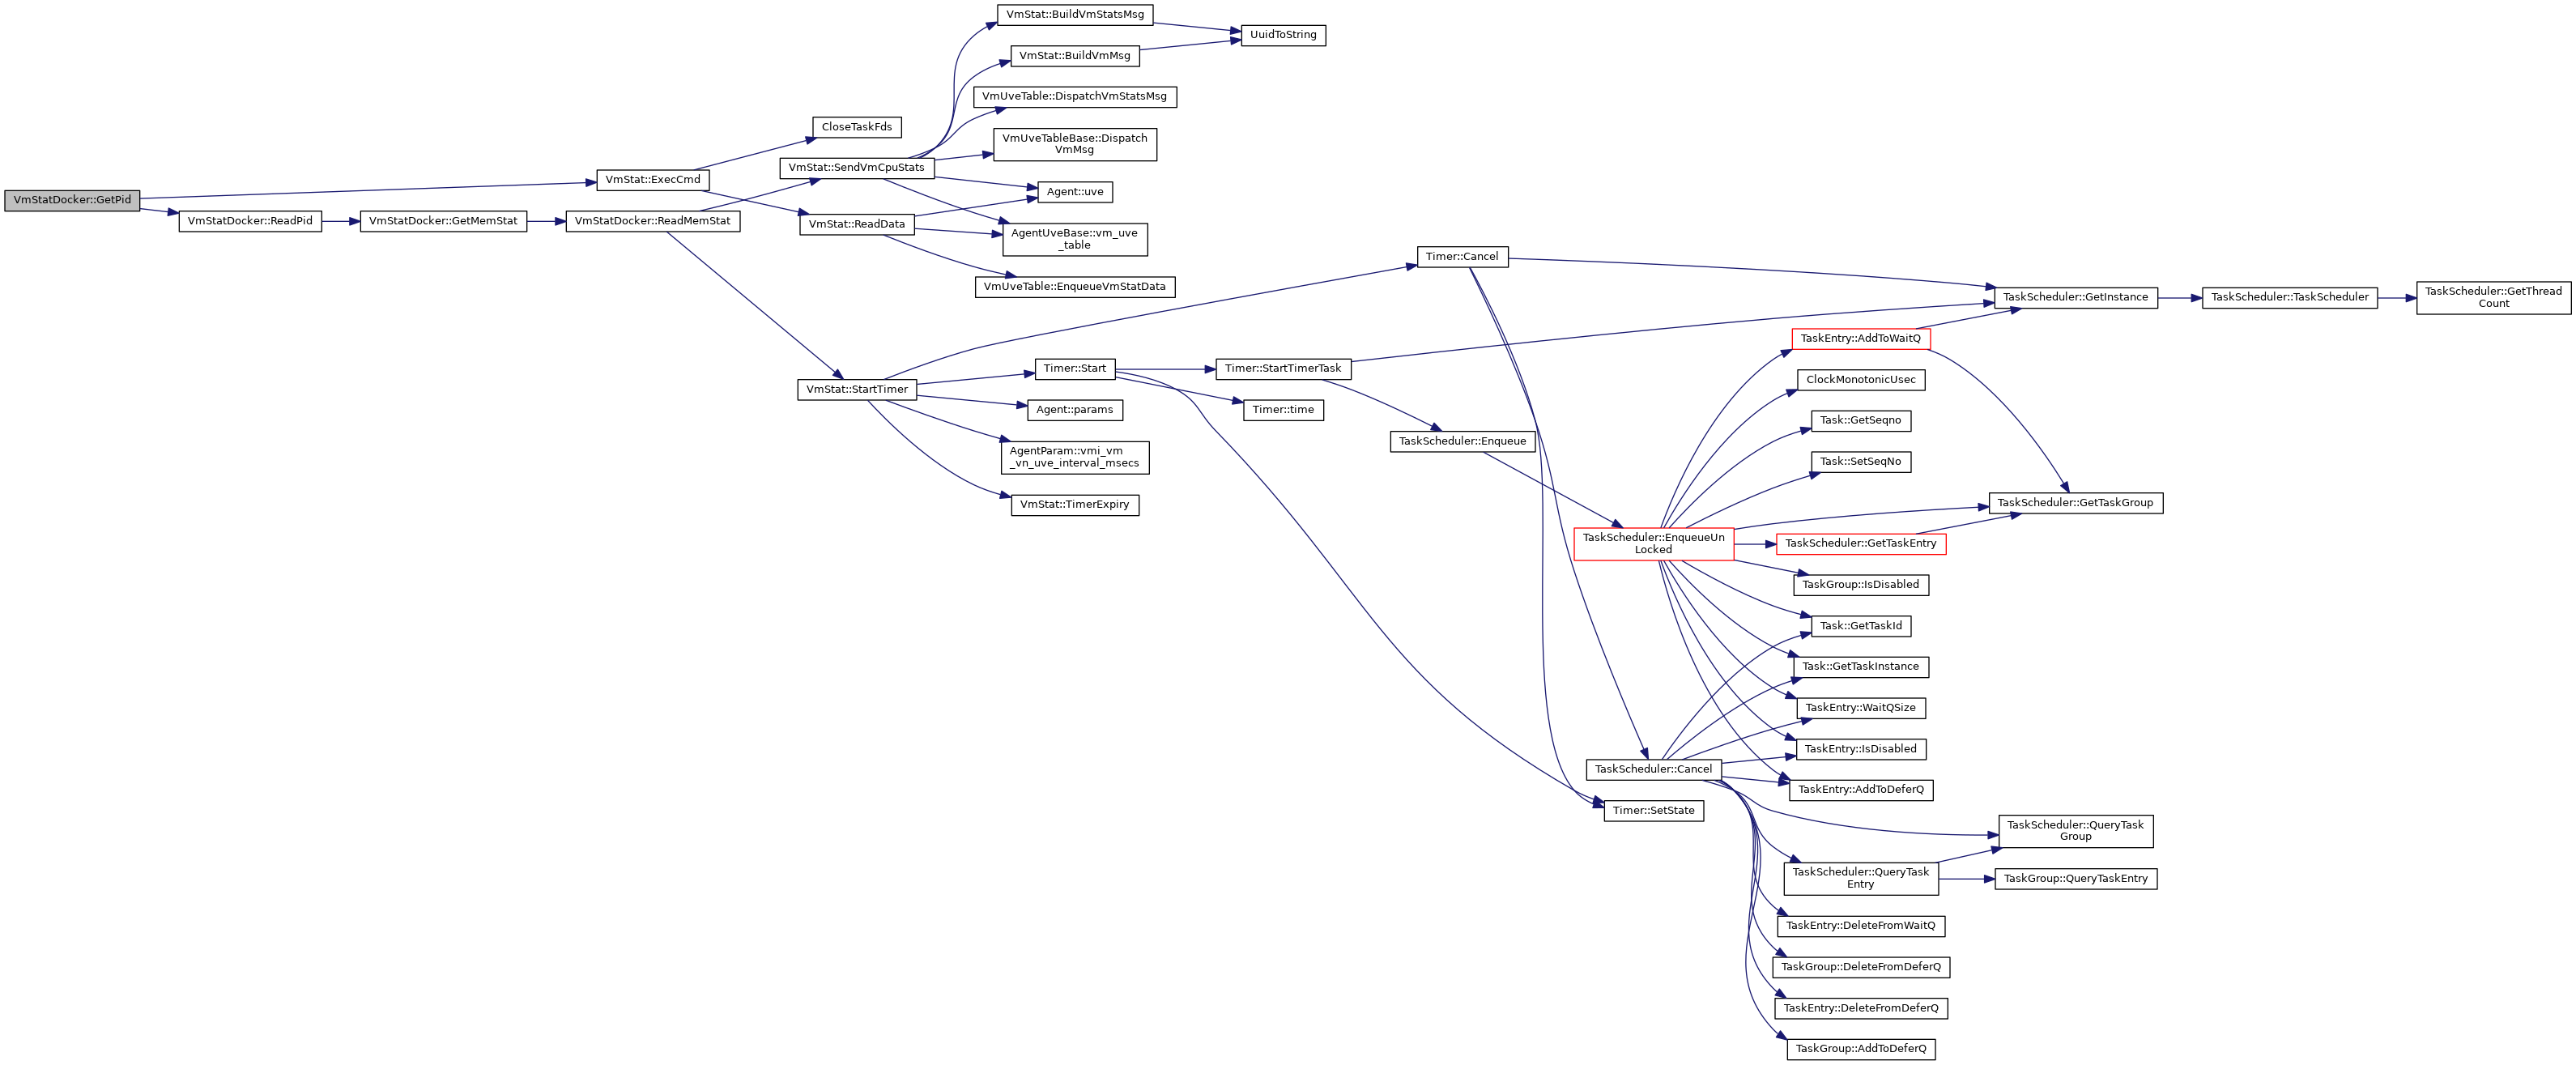 VmStatDocker::GetPid
VmStatDocker::ReadPid
VmStatDocker::GetMemStat
VmStat::ExecCmd
VmStatDocker::ReadMemStat
CloseTaskFds
VmStat::SendVmCpuStats
VmStat::ReadData
VmStat::StartTimer
VmStat::BuildVmStatsMsg
VmStat::BuildVmMsg
VmUveTable::DispatchVmStatsMsg
VmUveTableBase::Dispatch
VmMsg
Agent::uve
AgentUveBase::vm_uve
_table
VmUveTable::EnqueueVmStatData
UuidToString
Timer::Start
Agent::params
AgentParam::vmi_vm
_vn_uve_interval_msecs
VmStat::TimerExpiry
Timer::StartTimerTask
Timer::time
Timer::Cancel
TaskScheduler::Enqueue
TaskScheduler::EnqueueUn
Locked
TaskScheduler::Cancel
Timer::SetState
TaskEntry::AddToWaitQ
ClockMonotonicUsec
Task::GetSeqno
Task::SetSeqNo
TaskScheduler::GetTaskEntry
TaskGroup::IsDisabled
Task::GetTaskId
Task::GetTaskInstance
TaskEntry::WaitQSize
TaskEntry::IsDisabled
TaskEntry::AddToDeferQ
TaskScheduler::QueryTask
Entry
TaskEntry::DeleteFromWaitQ
TaskGroup::DeleteFromDeferQ
TaskEntry::DeleteFromDeferQ
TaskGroup::AddToDeferQ
TaskScheduler::GetInstance
TaskScheduler::GetTaskGroup
TaskScheduler::QueryTask
Group
TaskGroup::QueryTaskEntry
TaskScheduler::TaskScheduler
TaskScheduler::GetThread
Count